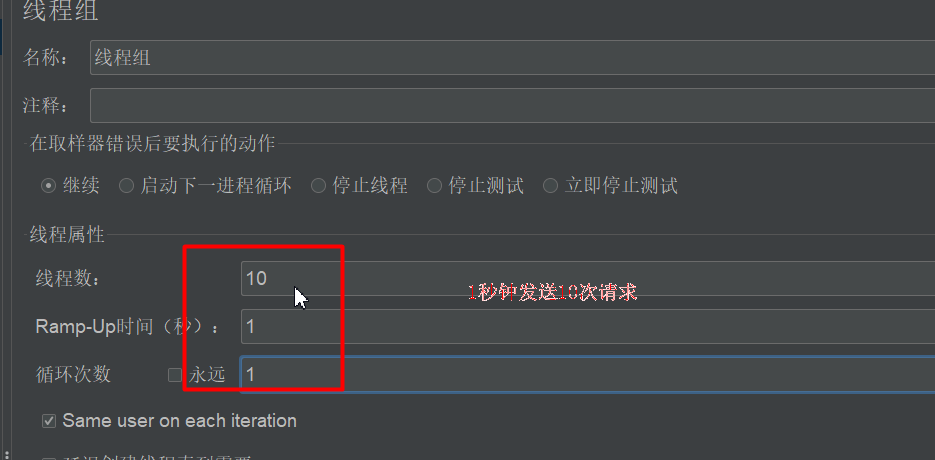 线程组
名称： 线程组
注释：
在取样器错误后要执行的动作
继续 启动下一进程循环 停止线程 停止测试 立即停止测试
线程属性
线程数： 10
1秒钟发送10次请求
Ramp-Up时间（秒）： 1
循环次数 永远 1
Same user on each iteration